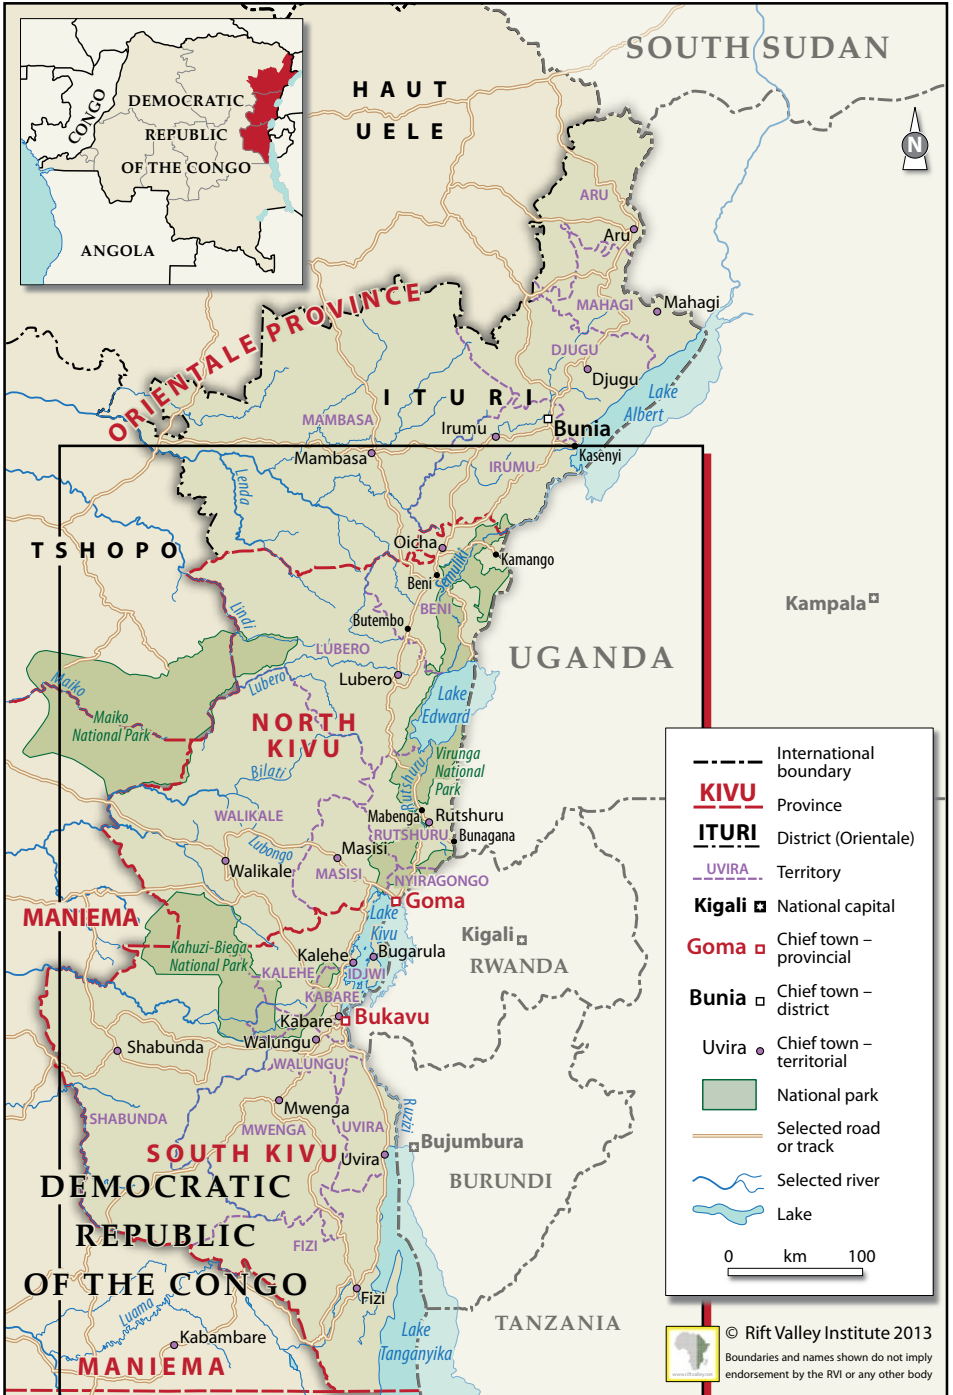 SOUTH SUDAN
HAUT
UELE
DEMOCRATIC
REPUBLIC
OF THE CONGO
CONGO
ANGOLA
N
ARU
Aru
MAHAGI
Mahagi
ORIENTALE PROVINCE
DJUGU
Djugu
Lake
Albert
ITURI
MAMBASA
Irumu
Bunia
Kasenyi
Mambasa
IRUMU
Lenda
TSHOPO
Oicha
Semuliki
Kamango
Beni
BENI
Kampala
Lindi
Butembo
LUBERO
UGANDA
Lubero
Lubero
Maiko
Maiko
National Park
Lake
Edward
NORTH
KIVU
Virunga
National
Park
Bilati
Rutshuru
WALIKALE
Mabenga
Rutshuru
RUTSHURU
Bunagana
Lubongo
Masisi
Walikale
MASISI
NYIRAGONGO
Goma
MANIEMA
Lake
Kivu
Kigali
RWANDA
Kahuzi-Biega
National Park
Kalehe
Bugarula
KALEHE
IDJWI
KABARE
Kabare
Bukavu
Walungu
Shabunda
WALUNGU
Mwenga
SHABUNDA
MWENGA
UVIRA
Ruzizi
Bujumbura
SOUTH KIVU
Uvira
BURUNDI
DEMOCRATIC
REPUBLIC
OF THE CONGO
FIZI
Fizi
Luama
Kabambare
MANIEMA
Lake
Tanganyika
TANZANIA
International
boundary
KIVU Province
ITURI District (Orientale)
UVIRA Territory
Kigali National capital
Goma Chief town –
provincial
Bunia Chief town –
district
Uvira Chief town –
territorial
National park
Selected road
or track
Selected river
Lake
0 km 100
www.riftvalley.net
© Rift Valley Institute 2013
Boundaries and names shown do not imply
endorsement by the RVI or any other body